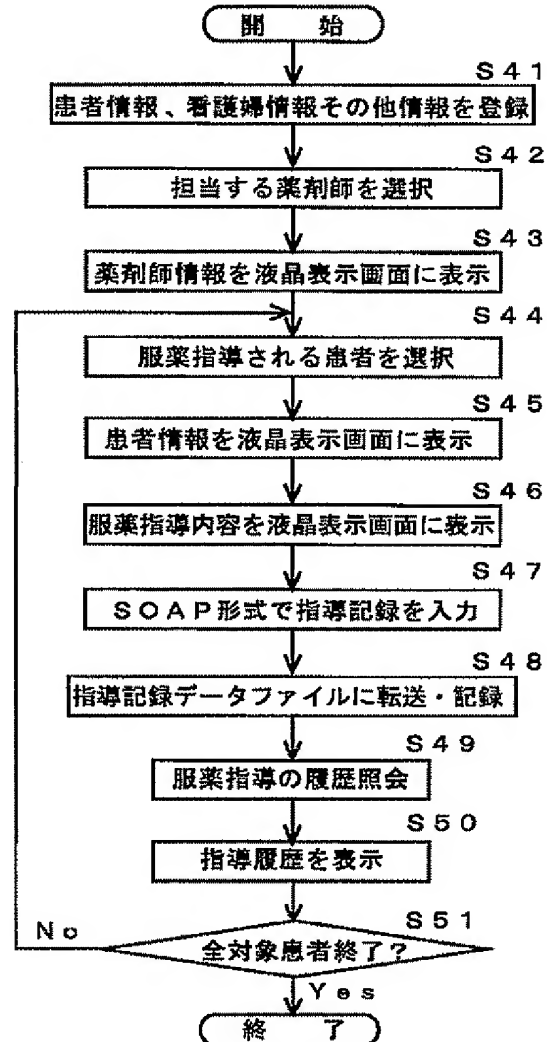 開　始
S41
患者情報、看護婦情報その他情報を登録
S42
担当する薬剤師を選択
S43
薬剤師情報を液晶表示画面に表示
S44
服薬指導される患者を選択
S45
患者情報を液晶表示画面に表示
S46
服薬指導内容を液晶表示画面に表示
S47
SOAP形式で指導記録を入力
S48
指導記録データファイルに転送・記録
S49
服薬指導の履歴照会
S50
指導履歴を表示
S51
No
全対象患者終了？
Yes
終　了